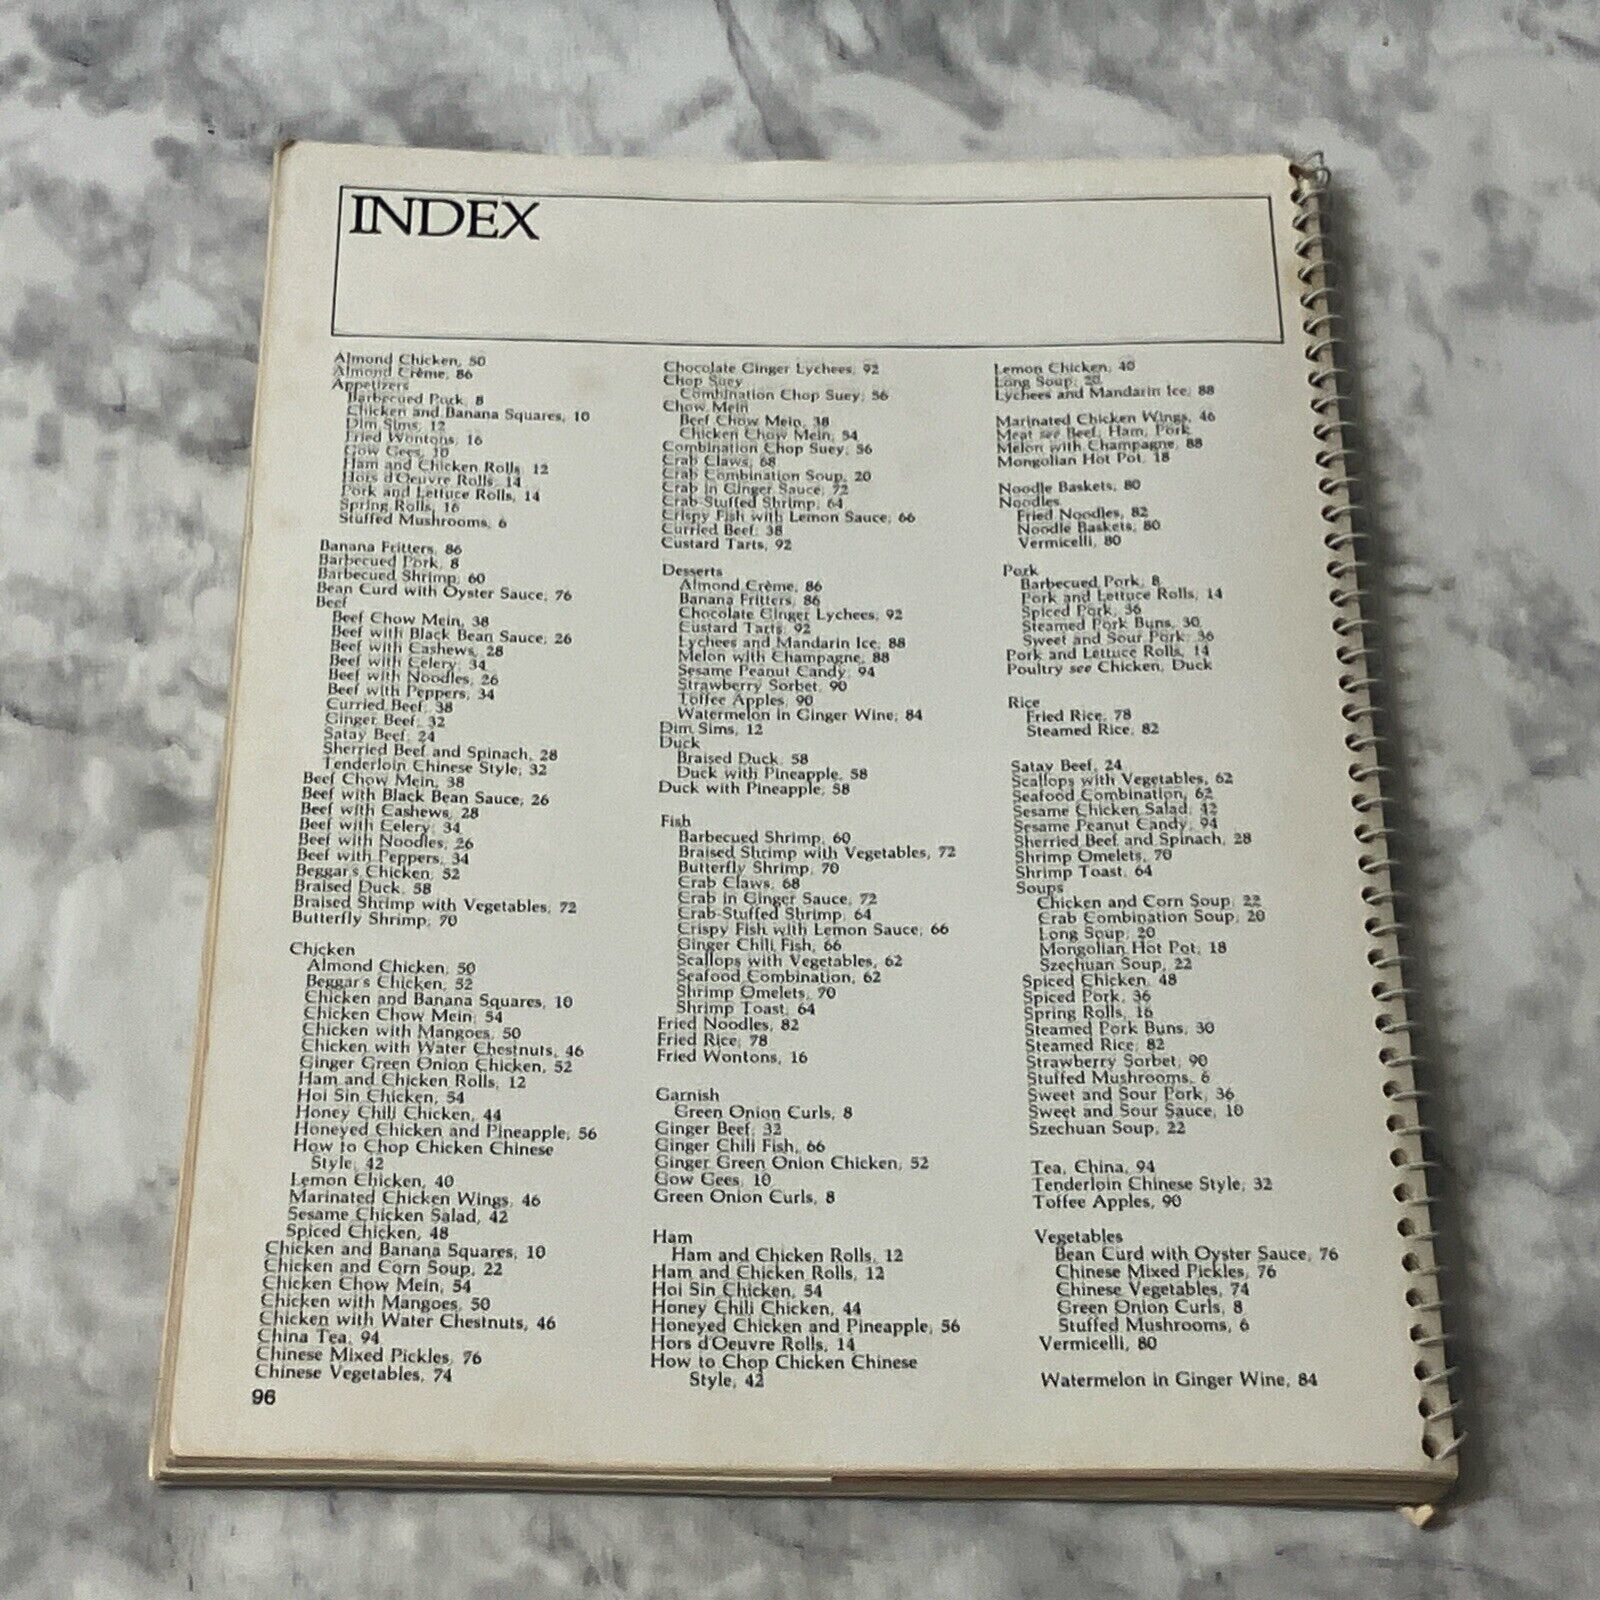 INDEX
Almond Chicken, 50
Almond Crème, 86
Appetizers
Barbecued Pork, 8
Chicken and Banana Squares, 10
Dim Sims, 12
Fried Wontons, 16
Gow Gees, 10
Ham and Chicken Rolls, 12
Hors d'Oeuvre Rolls, 14
Pork and Lettuce Rolls, 14
Spring Rolls, 16
Stuffed Mushrooms, 6
Banana Fritters, 86
Barbecued Pork, 8
Barbecued Shrimp, 60
Bean Curd with Oyster Sauce, 76
Beef
Beef Chow Mein, 38
Beef with Black Bean Sauce, 26
Beef with Cashews, 28
Beef with Celery, 34
Beef with Noodles, 26
Beef with Peppers, 34
Curried Beef, 38
Ginger Beef, 32
Satay Beef, 24
Sherried Beef and Spinach, 28
Tenderloin Chinese Style, 32
Beef Chow Mein, 38
Beef with Black Bean Sauce, 26
Beef with Cashews, 28
Beef with Celery, 34
Beef with Noodles, 26
Beef with Peppers, 34
Beggar's Chicken, 52
Braised Duck, 58
Braised Shrimp with Vegetables, 72
Butterfly Shrimp, 70
Chicken
Almond Chicken, 50
Beggar's Chicken, 52
Chicken and Banana Squares, 10
Chicken Chow Mein, 54
Chicken with Mangoes, 50
Chicken with Water Chestnuts, 46
Ginger Green Onion Chicken, 52
Ham and Chicken Rolls, 12
Hoi Sin Chicken, 54
Honey Chili Chicken, 44
Honeyed Chicken and Pineapple, 56
How to Chop Chicken Chinese
Style, 42
Lemon Chicken, 40
Marinated Chicken Wings, 46
Sesame Chicken Salad, 42
Spiced Chicken, 48
Chicken and Banana Squares, 10
Chicken and Corn Soup, 22
Chicken Chow Mein, 54
Chicken with Mangoes, 50
Chicken with Water Chestnuts, 46
China Tea, 94
Chinese Mixed Pickles, 76
Chinese Vegetables, 74
96
Chocolate Ginger Lychees, 92
Chop Suey
Combination Chop Suey, 56
Chow Mein
Beef Chow Mein, 38
Chicken Chow Mein, 54
Combination Chop Suey, 56
Crab Claws, 68
Crab Combination Soup, 20
Crab in Ginger Sauce, 72
Crab-Stuffed Shrimp, 64
Crispy Fish with Lemon Sauce, 66
Curried Beef, 38
Custard Tarts, 92
Desserts
Almond Crème, 86
Banana Fritters, 86
Chocolate Ginger Lychees, 92
Custard Tarts, 92
Lychees and Mandarin Ice, 88
Melon with Champagne, 88
Sesame Peanut Candy, 94
Strawberry Sorbet, 90
Toffee Apples, 90
Watermelon in Ginger Wine, 84
Dim Sims, 12
Duck
Braised Duck, 58
Duck with Pineapple, 58
Duck with Pineapple, 58
Fish
Barbecued Shrimp, 60
Braised Shrimp with Vegetables, 72
Butterfly Shrimp, 70
Crab Claws, 68
Crab in Ginger Sauce, 72
Crab-Stuffed Shrimp, 64
Crispy Fish with Lemon Sauce, 66
Ginger Chili Fish, 66
Scallops with Vegetables, 62
Seafood Combination, 62
Shrimp Omelets, 70
Shrimp Toast, 64
Fried Noodles, 82
Fried Rice, 78
Fried Wontons, 16
Garnish
Green Onion Curls, 8
Ginger Beef, 32
Ginger Chili Fish, 66
Ginger Green Onion Chicken, 52
Gow Gees, 10
Green Onion Curls, 8
Ham
Ham and Chicken Rolls, 12
Ham and Chicken Rolls, 12
Hoi Sin Chicken, 54
Honey Chili Chicken, 44
Honeyed Chicken and Pineapple, 56
Hors d'Oeuvre Rolls, 14
How to Chop Chicken Chinese
Style, 42
Lemon Chicken, 40
Long Soup, 20
Lychees and Mandarin Ice, 88
Marinated Chicken Wings, 46
Meat see Beef, Ham, Pork
Melon with Champagne, 88
Mongolian Hot Pot, 18
Noodle Baskets, 80
Noodles
Fried Noodles, 82
Noodle Baskets, 80
Vermicelli, 80
Pork
Barbecued Pork, 8
Pork and Lettuce Rolls, 14
Spiced Pork, 36
Steamed Pork Buns, 30
Sweet and Sour Pork, 36
Pork and Lettuce Rolls, 14
Poultry see Chicken, Duck
Rice
Fried Rice, 78
Steamed Rice, 82
Satay Beef, 24
Scallops with Vegetables, 62
Seafood Combination, 62
Sesame Chicken Salad, 42
Sesame Peanut Candy, 94
Sherried Beef and Spinach, 28
Shrimp Omelets, 70
Shrimp Toast, 64
Soups
Chicken and Corn Soup, 22
Crab Combination Soup, 20
Long Soup, 20
Mongolian Hot Pot, 18
Szechuan Soup, 22
Spiced Chicken, 48
Spiced Pork, 36
Spring Rolls, 16
Steamed Pork Buns, 30
Steamed Rice, 82
Strawberry Sorbet, 90
Stuffed Mushrooms, 6
Sweet and Sour Pork, 36
Sweet and Sour Sauce, 10
Szechuan Soup, 22
Tea, China, 94
Tenderloin Chinese Style, 32
Toffee Apples, 90
Vegetables
Bean Curd with Oyster Sauce, 76
Chinese Mixed Pickles, 76
Chinese Vegetables, 74
Green Onion Curls, 8
Stuffed Mushrooms, 6
Vermicelli, 80
Watermelon in Ginger Wine, 84